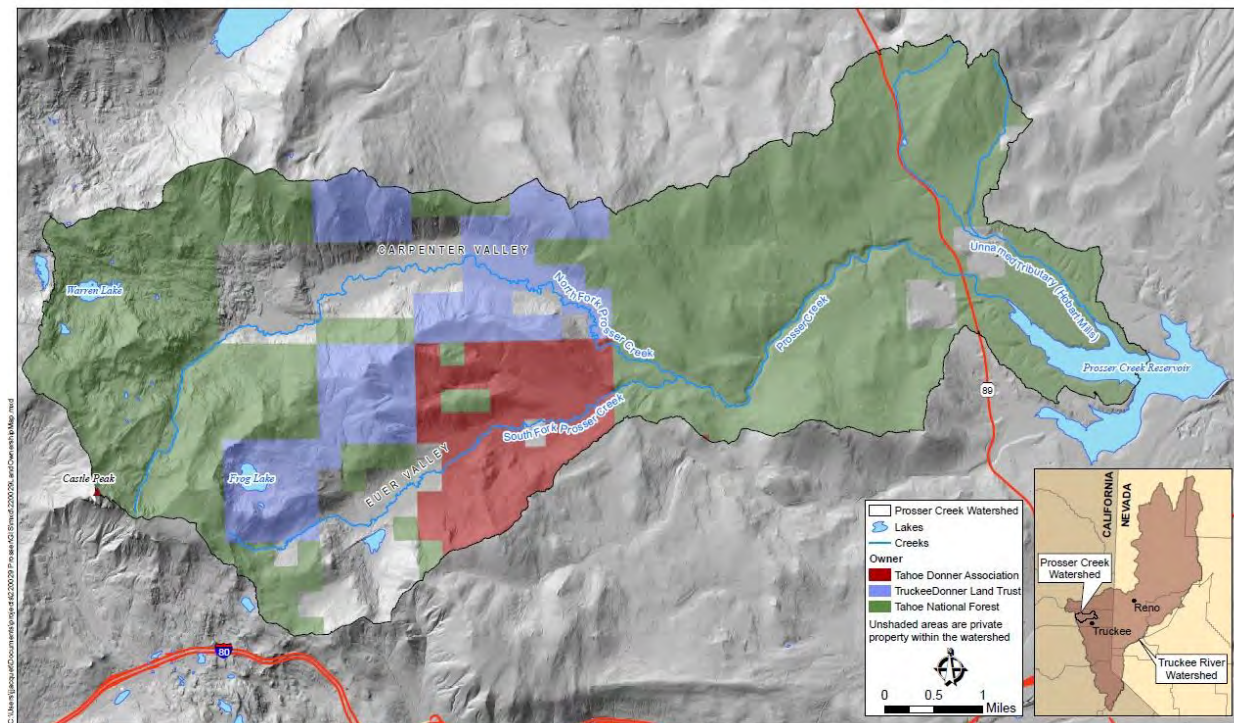 CARPENTER VALLEY
Warren Lake
North Fork Prosser Creek
Prosser Creek
Unnamed Tributary (Hobart Mills)
Prosser Creek Reservoir
89
South Fork Prosser Creek
EUER VALLEY
Castle Peak
Frog Lake
80
Prosser Creek Watershed
Lakes
Creeks
Owner
Tahoe Donner Association
TruckeeDonner Land Trust
Tahoe National Forest
Unshaded areas are private
property within the watershed
0 0.5 1
Miles
CALIFORNIA
NEVADA
Prosser Creek
Watershed
Reno
Truckee
Truckee River
Watershed